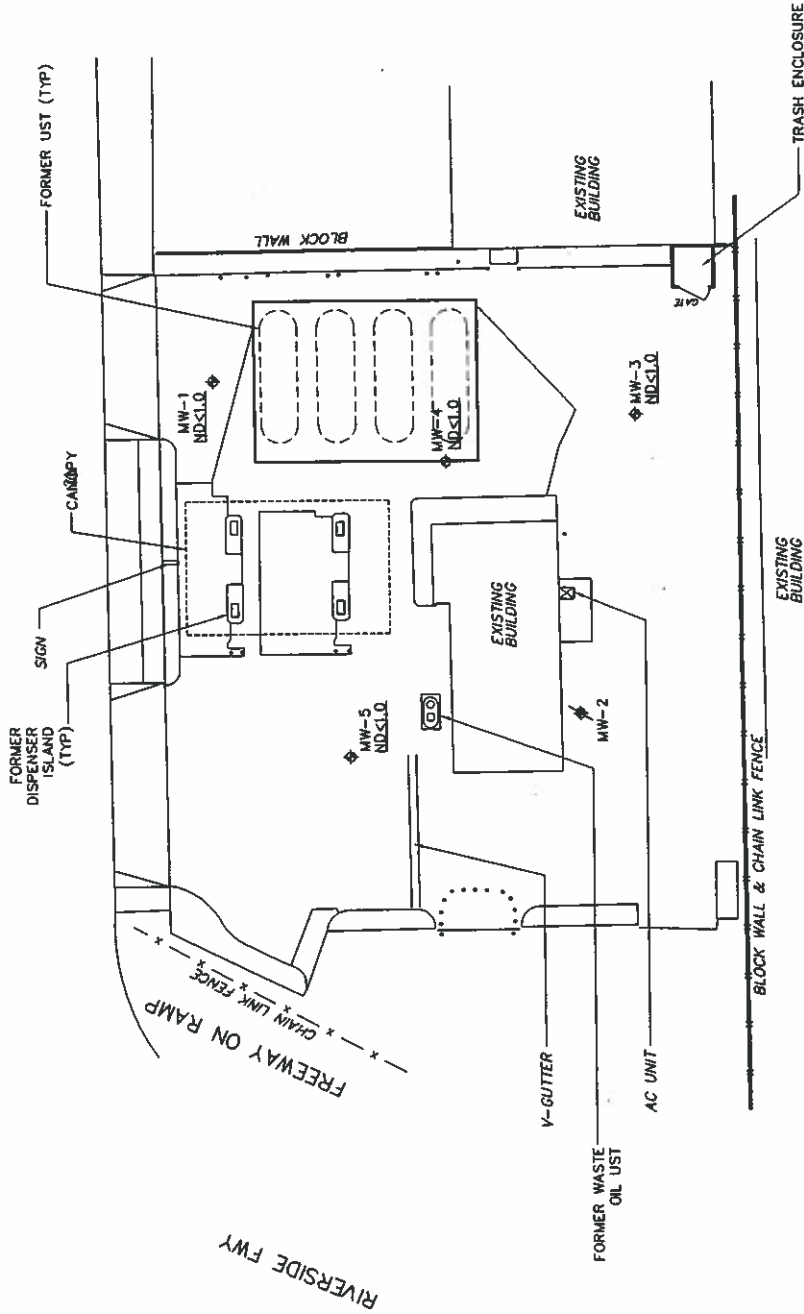 FORMER UST (TYP)
TRASH ENCLOSURE
SIGN
FORMER
DISPENSER
ISLAND
(TYP)
BLOCK WALL
EXISTING
BUILDING
GATE
MW-1
ND<1.0
MW-4
ND<1.0
MW-3
ND<1.0
EXISTING
BUILDING
MW-5
ND<1.0
MW-2
EXISTING
BUILDING
BLOCK WALL & CHAIN LINK FENCE
CHAIN LINK FENCE
FREEWAY ON RAMP
V-GUTTER
FORMER WASTE
OIL UST
AC UNIT
RIVERSIDE FWY